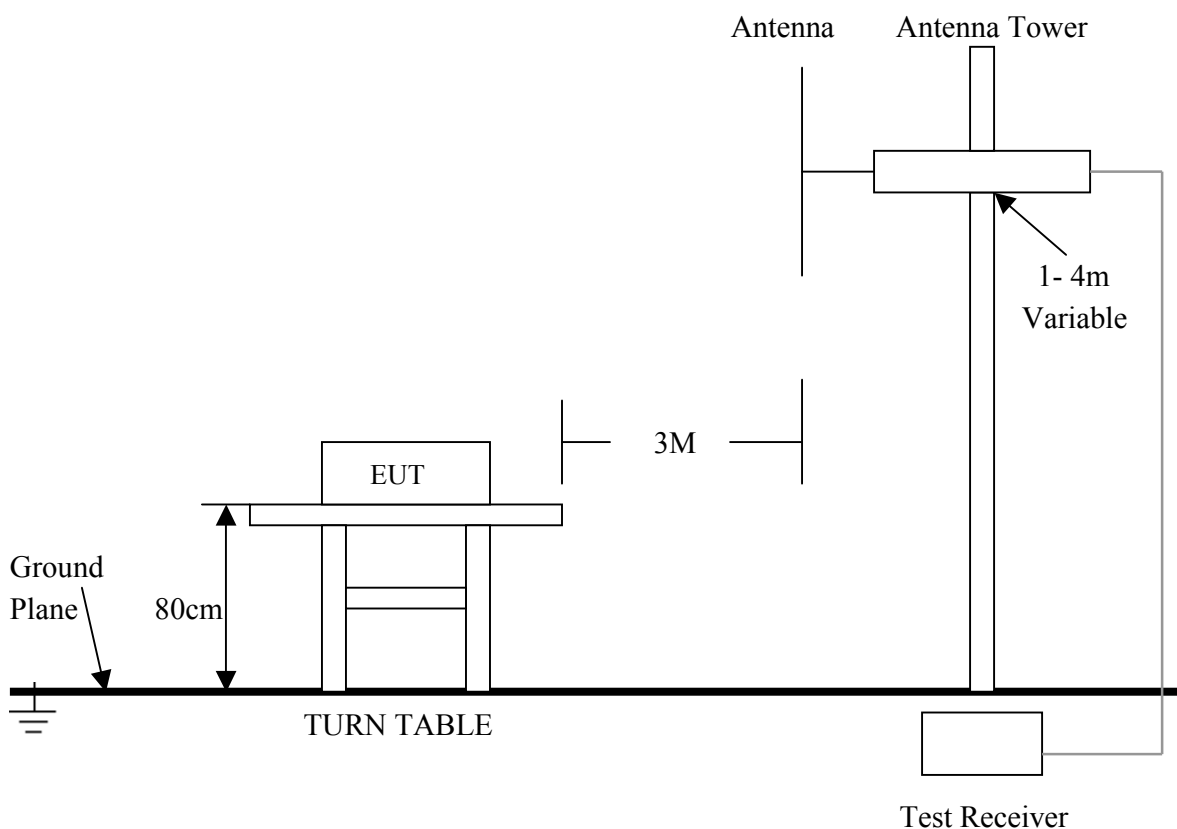 Antenna
Antenna Tower
1- 4m
Variable
3M
EUT
Ground
Plane
80cm
TURN TABLE
Test Receiver